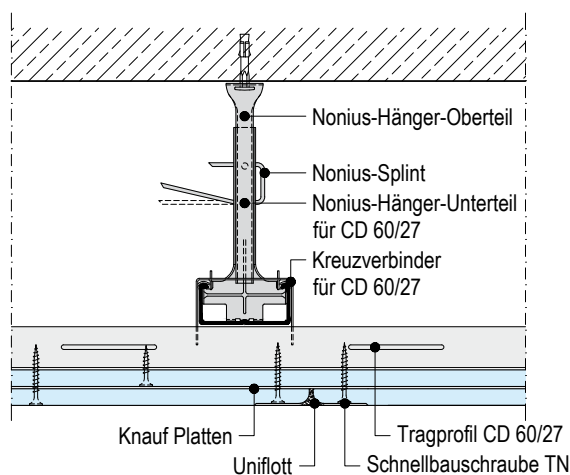 Nonius-Hänger-Oberteil
Nonius-Splint
Nonius-Hänger-Unterteil
für CD 60/27
Kreuzverbinder
für CD 60/27
Knauf Platten
Tragprofil CD 60/27
Uniflott
Schnellbauschraube TN